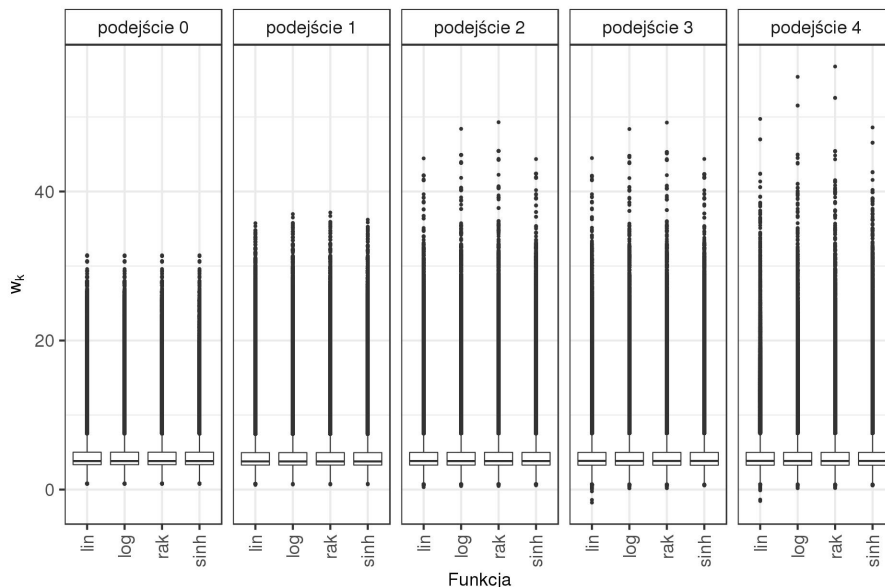 podejście 0 podejście 1 podejście 2 podejście 3 podejście 4
40
20
0
w_k
lin log rak sinh lin log rak sinh lin log rak sinh lin log rak sinh lin log rak sinh
Funkcja